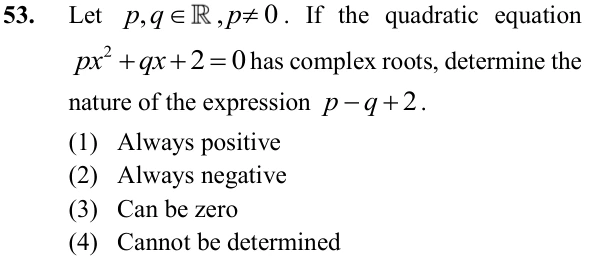 53. Let p, q ∈ ℝ, p ≠ 0. If the quadratic equation
px² + qx + 2 = 0 has complex roots, determine the
nature of the expression p − q + 2.
(1) Always positive
(2) Always negative
(3) Can be zero
(4) Cannot be determined